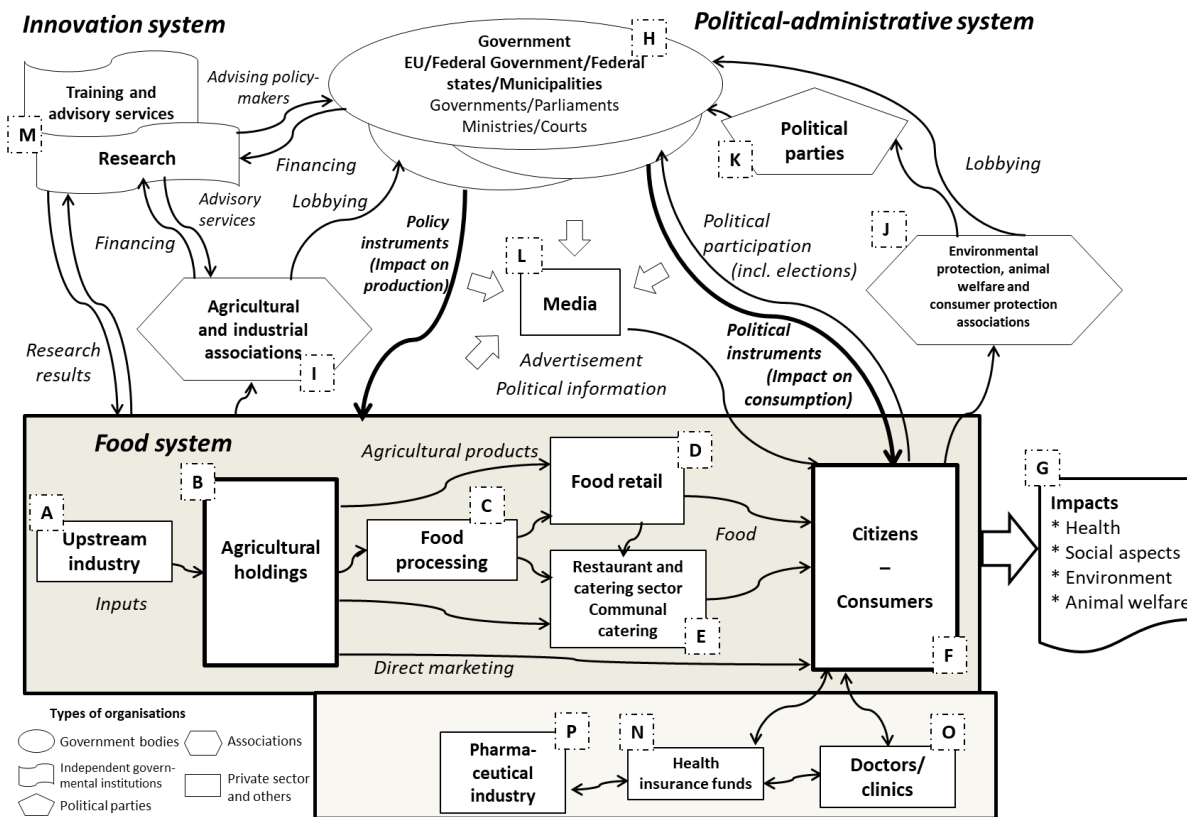 Innovation system
Political-administrative system
Government
EU/Federal Government/Federal
states/Municipalities
Governments/Parliaments
Ministries/Courts
H
Training and
advisory services
M
Research
Advising policy-
makers
Financing
Advisory
services
Financing
Lobbying
Policy
instruments
(Impact on
production)
Political
parties
K
Lobbying
Political
participation
(incl. elections)
J
Environmental
protection, animal
welfare and
consumer protection
associations
L
Media
Agricultural
and industrial
associations
I
Research
results
Advertisement
Political information
Political
instruments
(Impact on
consumption)
Food system
A
Upstream
industry
Inputs
B
Agricultural
holdings
Agricultural products
C
Food
processing
D
Food retail
Food
Restaurant and
catering sector
Communal
catering
E
Direct marketing
Citizens
–
Consumers
F
G
Impacts
* Health
* Social aspects
* Environment
* Animal welfare
Types of organisations
Government bodies
Associations
Independent govern-
mental institutions
Private sector
and others
Political parties
P
Pharma-
ceutical
industry
N
Health
insurance funds
O
Doctors/
clinics